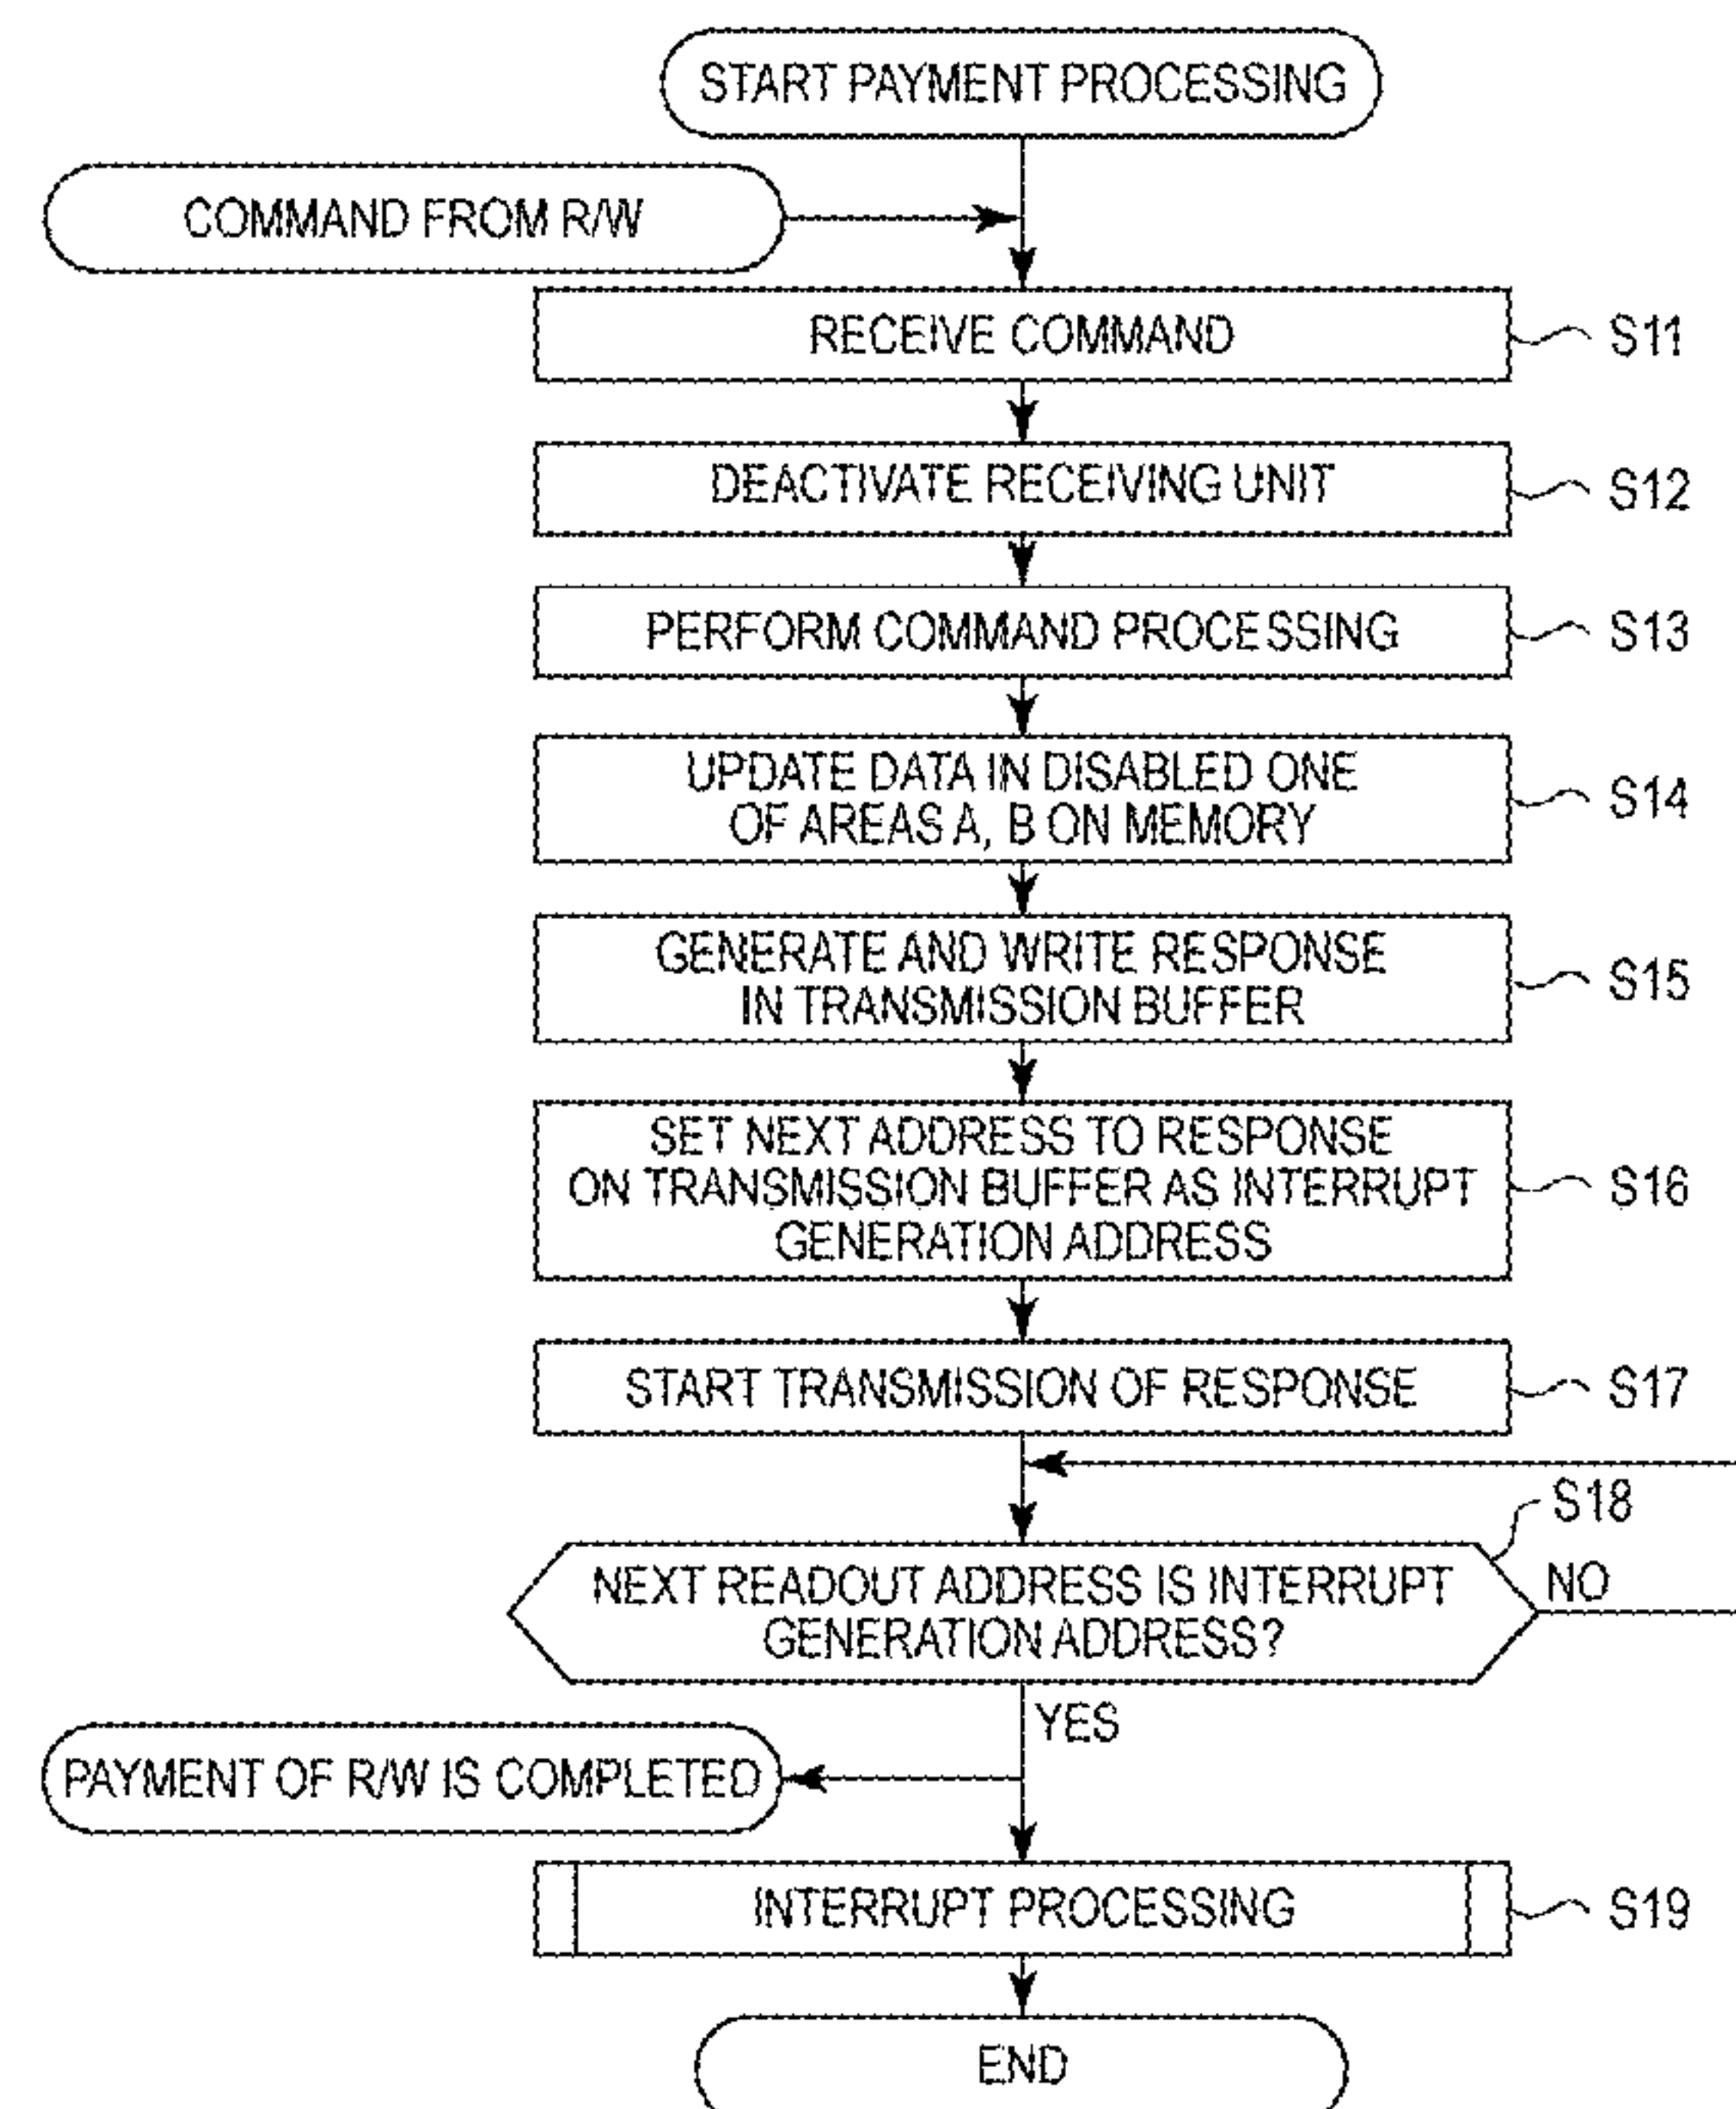 START PAYMENT PROCESSING
COMMAND FROM R/W
RECEIVE COMMAND
S11
DEACTIVATE RECEIVING UNIT
S12
PERFORM COMMAND PROCESSING
S13
UPDATE DATA IN DISABLED ONE
OF AREAS A, B ON MEMORY
S14
GENERATE AND WRITE RESPONSE
IN TRANSMISSION BUFFER
S15
SET NEXT ADDRESS TO RESPONSE
ON TRANSMISSION BUFFER AS INTERRUPT
GENERATION ADDRESS
S16
START TRANSMISSION OF RESPONSE
S17
S18
NEXT READOUT ADDRESS IS INTERRUPT
GENERATION ADDRESS?
NO
YES
PAYMENT OF R/W IS COMPLETED
INTERRUPT PROCESSING
S19
END